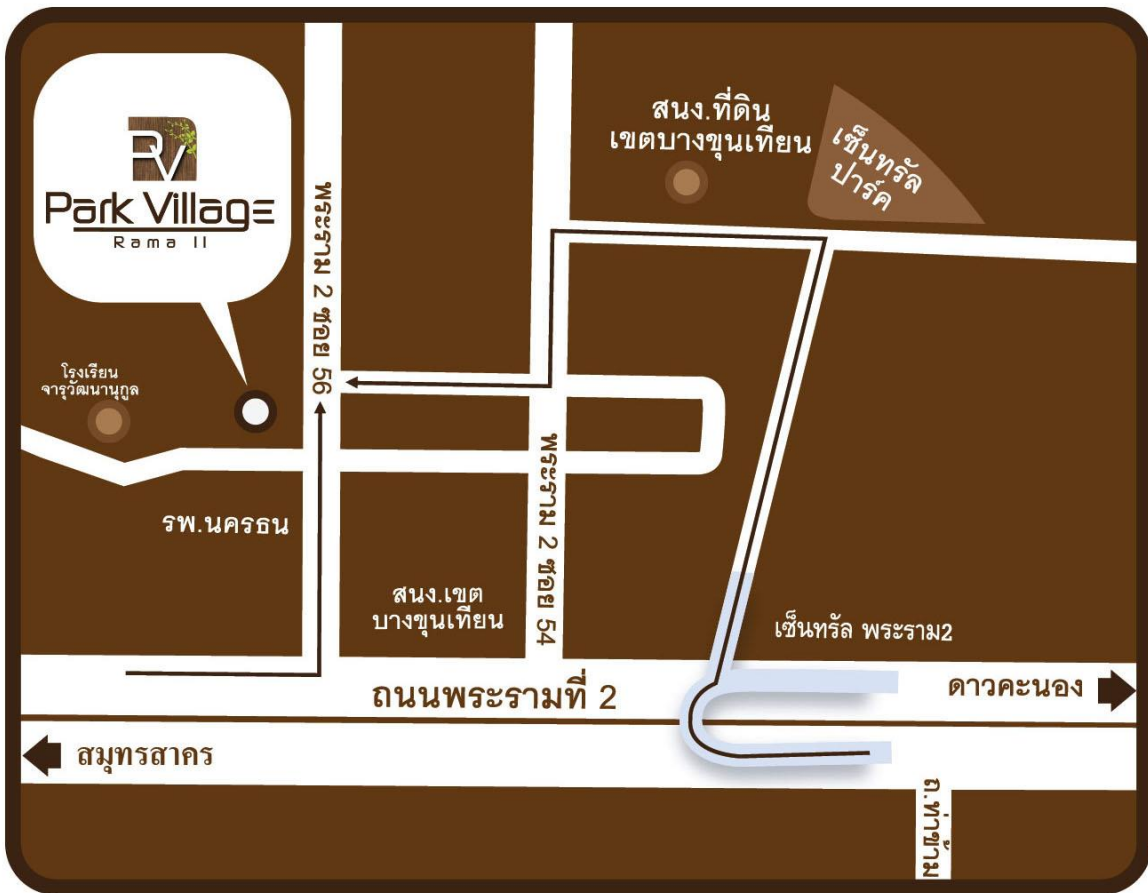 PV
Park Village
Rama II
สนง.ที่ดิน
เขตบางขุนเทียน
เซ็นทรัล
ปาร์ค
พระราม 2 ซอย 56
โรงเรียน
จารุวัฒนานุกูล
พระราม 2 ซอย 54
รพ.นครธน
สนง.เขต
บางขุนเทียน
เซ็นทรัล พระราม2
ถนนพระรามที่ 2
ดาวคะนอง
สมุทรสาคร
ถ.ท่าข้าม